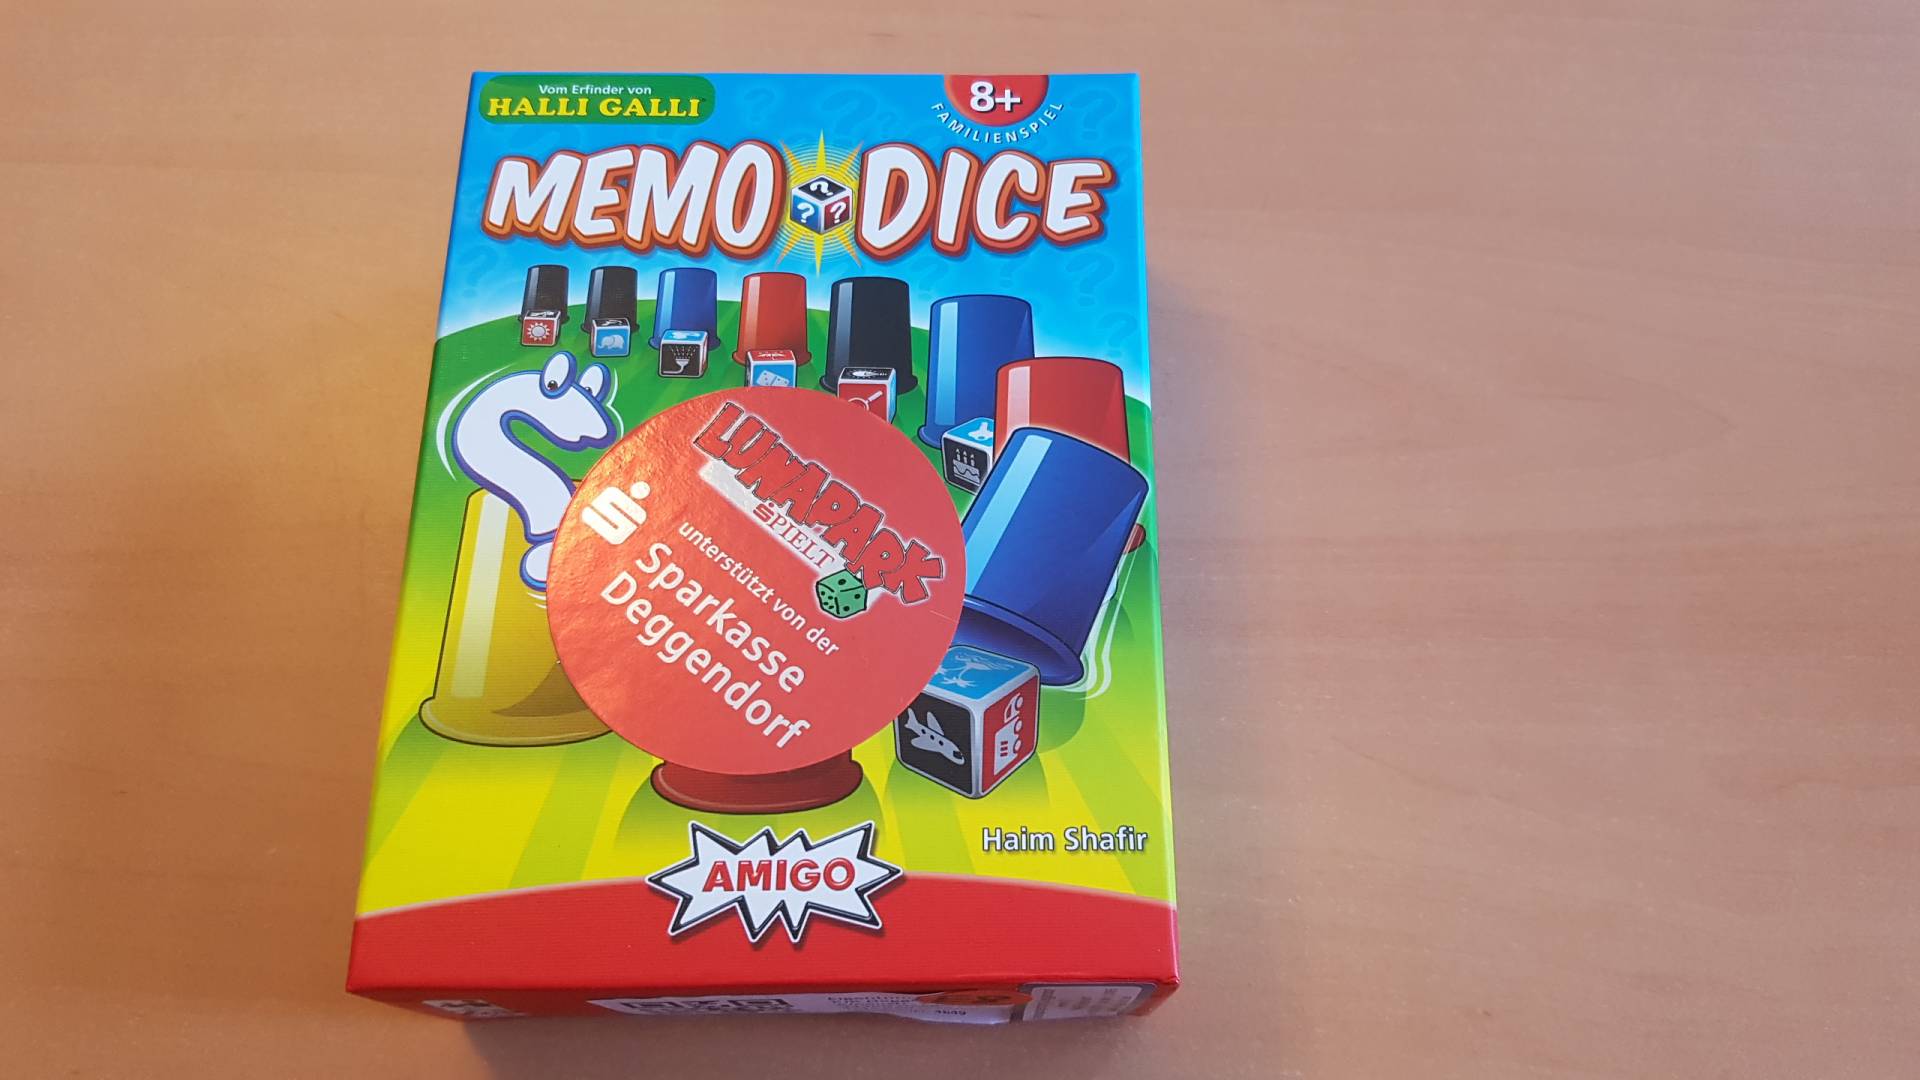 Vom Erfinder von
HALLI GALLI
8+
FAMILIENSPIEL
MEMO DICE
LUNAPARK
SPIELT
unterstützt von der
Sparkasse
Deggendorf
Haim Shafir
AMIGO